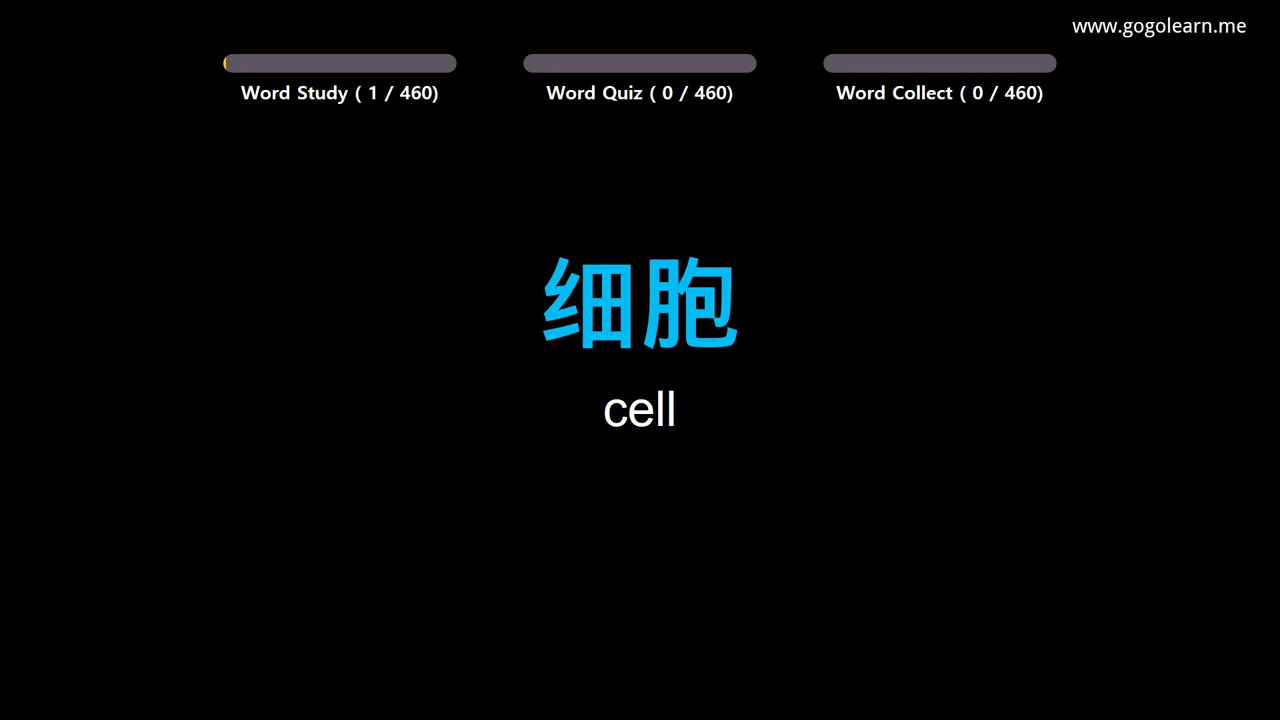 www.gogolearn.me
Word Study ( 1 / 460)
Word Quiz ( 0 / 460)
Word Collect ( 0 / 460)
细胞
cell